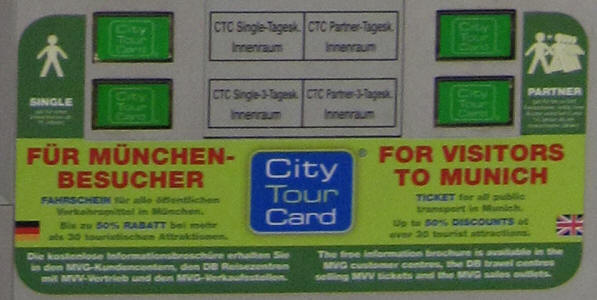 City
Tour
Card
CTC Single-Tagesk.
Innenraum
CTC Partner-Tagesk.
Innenraum
City
Tour
Card
SINGLE
City
Tour
Card
CTC Single-3-Tagesk.
Innenraum
CTC Partner-3-Tagesk.
Innenraum
City
Tour
Card
PARTNER
FÜR MÜNCHEN-
BESUCHER
FAHRSCHEIN für alle öffentlichen
Verkehrsmittel in München.
Bis zu 50% RABATT bei mehr
als 30 touristischen Attraktionen.
City
Tour
Card
®
FOR VISITORS
TO MUNICH
TICKET for all public
transport in Munich.
Up to 50% DISCOUNTS at
over 30 tourist attractions.
Die kostenlose Informationsbroschüre erhalten Sie
in den MVG-Kundencentern, den DB Reisezentren
mit MVV-Vertrieb und den MVG-Verkaufsstellen.
The free information brochure is available in the
MVG customer centres, the DB travel centres
selling MVV tickets and the MVG sales outlets.